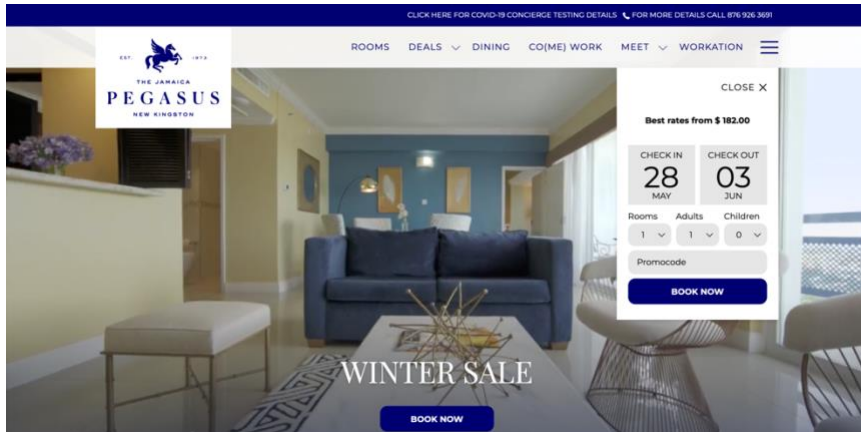 CLICK HERE FOR COVID-19 CONCIERGE TESTING DETAILS FOR MORE DETAILS CALL 876 926 3691
ROOMS DEALS DINING CO(ME) WORK MEET WORKATION
EST. 1973
THE JAMAICA
PEGASUS
NEW KINGSTON
CLOSE X
Best rates from $ 182.00
CHECK IN CHECK OUT
28 03
MAY JUN
Rooms Adults Children
1 1 0
Promocode
BOOK NOW
WINTER SALE
BOOK NOW